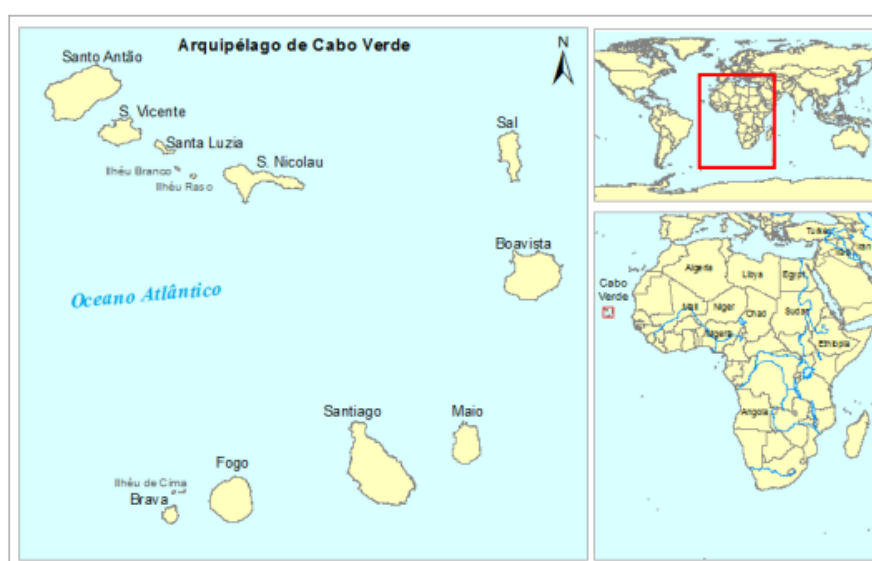 Arquipélago de Cabo Verde
N
Santo Antão
S. Vicente
Santa Luzia
Ilhéu Branco
Ilhéu Raso
S. Nicolau
Sal
Boavista
Oceano Atlântico
Santiago
Maio
Fogo
Ilhéu de Cima
Brava
Cabo
Verde
Algeria
Libya
Egypt
Mali
Niger
Chad
Sudan
Nigeria
Ethiopia
Angola
Turkey
Iraq
Iran